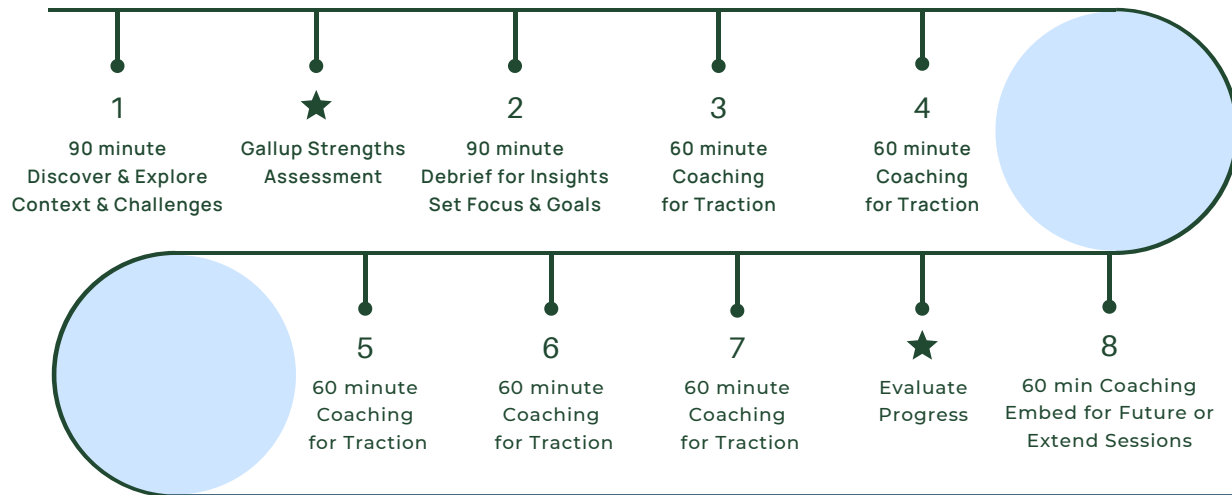 1
90 minute
Discover & Explore
Context & Challenges
Gallup Strengths
Assessment
2
90 minute
Debrief for Insights
Set Focus & Goals
3
60 minute
Coaching
for Traction
4
60 minute
Coaching
for Traction
5
60 minute
Coaching
for Traction
6
60 minute
Coaching
for Traction
7
60 minute
Coaching
for Traction
Evaluate
Progress
8
60 min Coaching
Embed for Future or
Extend Sessions